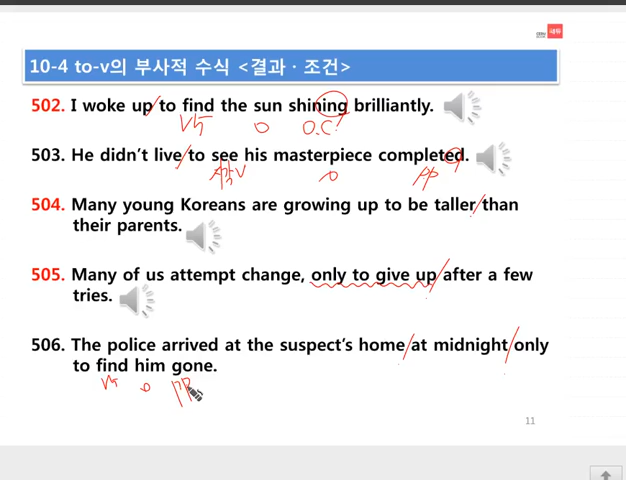 쎄듀
10-4 to-v의 부사적 수식 <결과 · 조건>
502. I woke up to find the sun shining brilliantly.
V5 O O.C
503. He didn't live to see his masterpiece completed.
O PP
504. Many young Koreans are growing up to be taller than
their parents.
505. Many of us attempt change, only to give up after a few
tries.
506. The police arrived at the suspect's home at midnight only
to find him gone.
V5 O PP
11